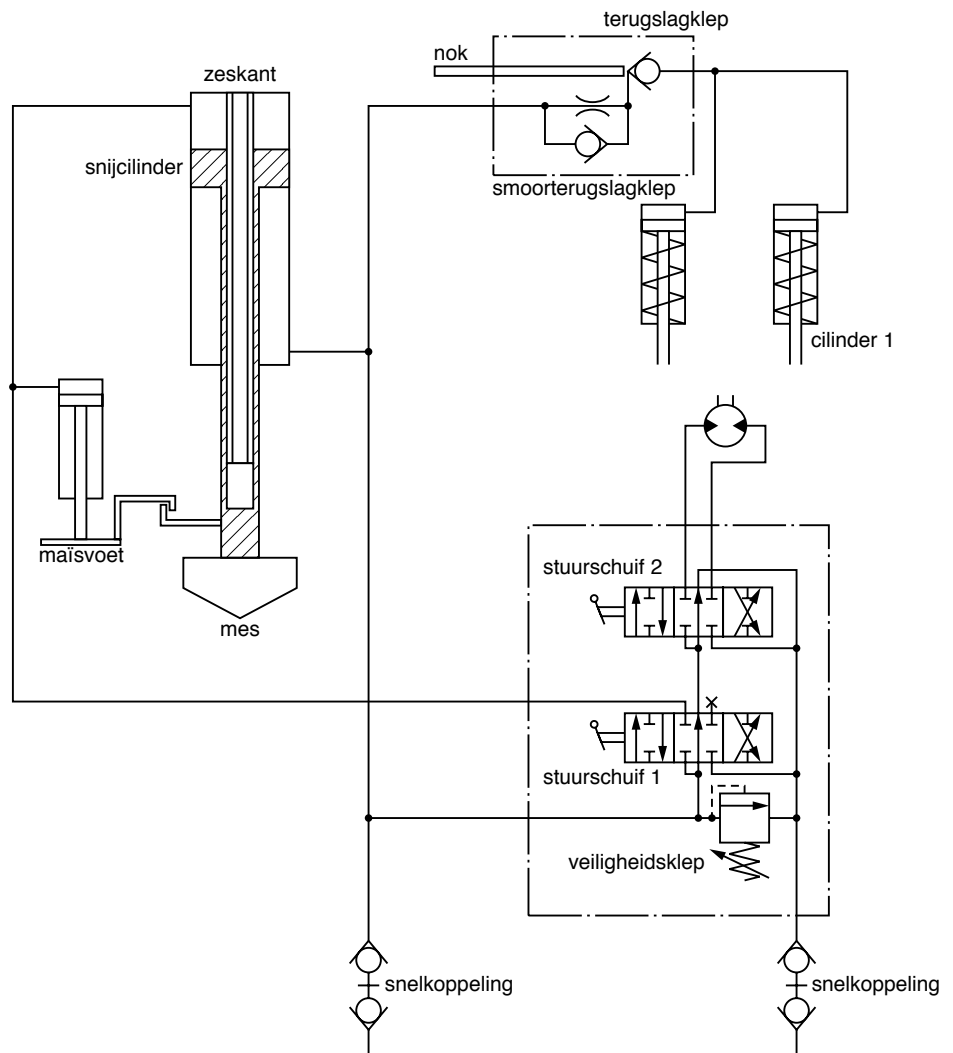 terugslagklep
nok
zeskant
snijcilinder
smoorterugslagklep
cilinder 1
maïsvoet
mes
stuurschuif 2
stuurschuif 1
veiligheidsklep
snelkoppeling
snelkoppeling